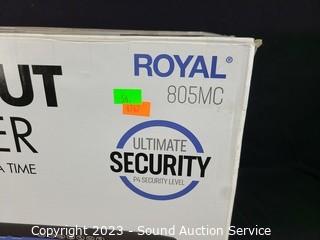 ROYAL®
805MC
UT
ER
A TIME
ULTIMATE
SECURITY
P4 SECURITY LEVEL
Copyright 2023 - Sound Auction Service